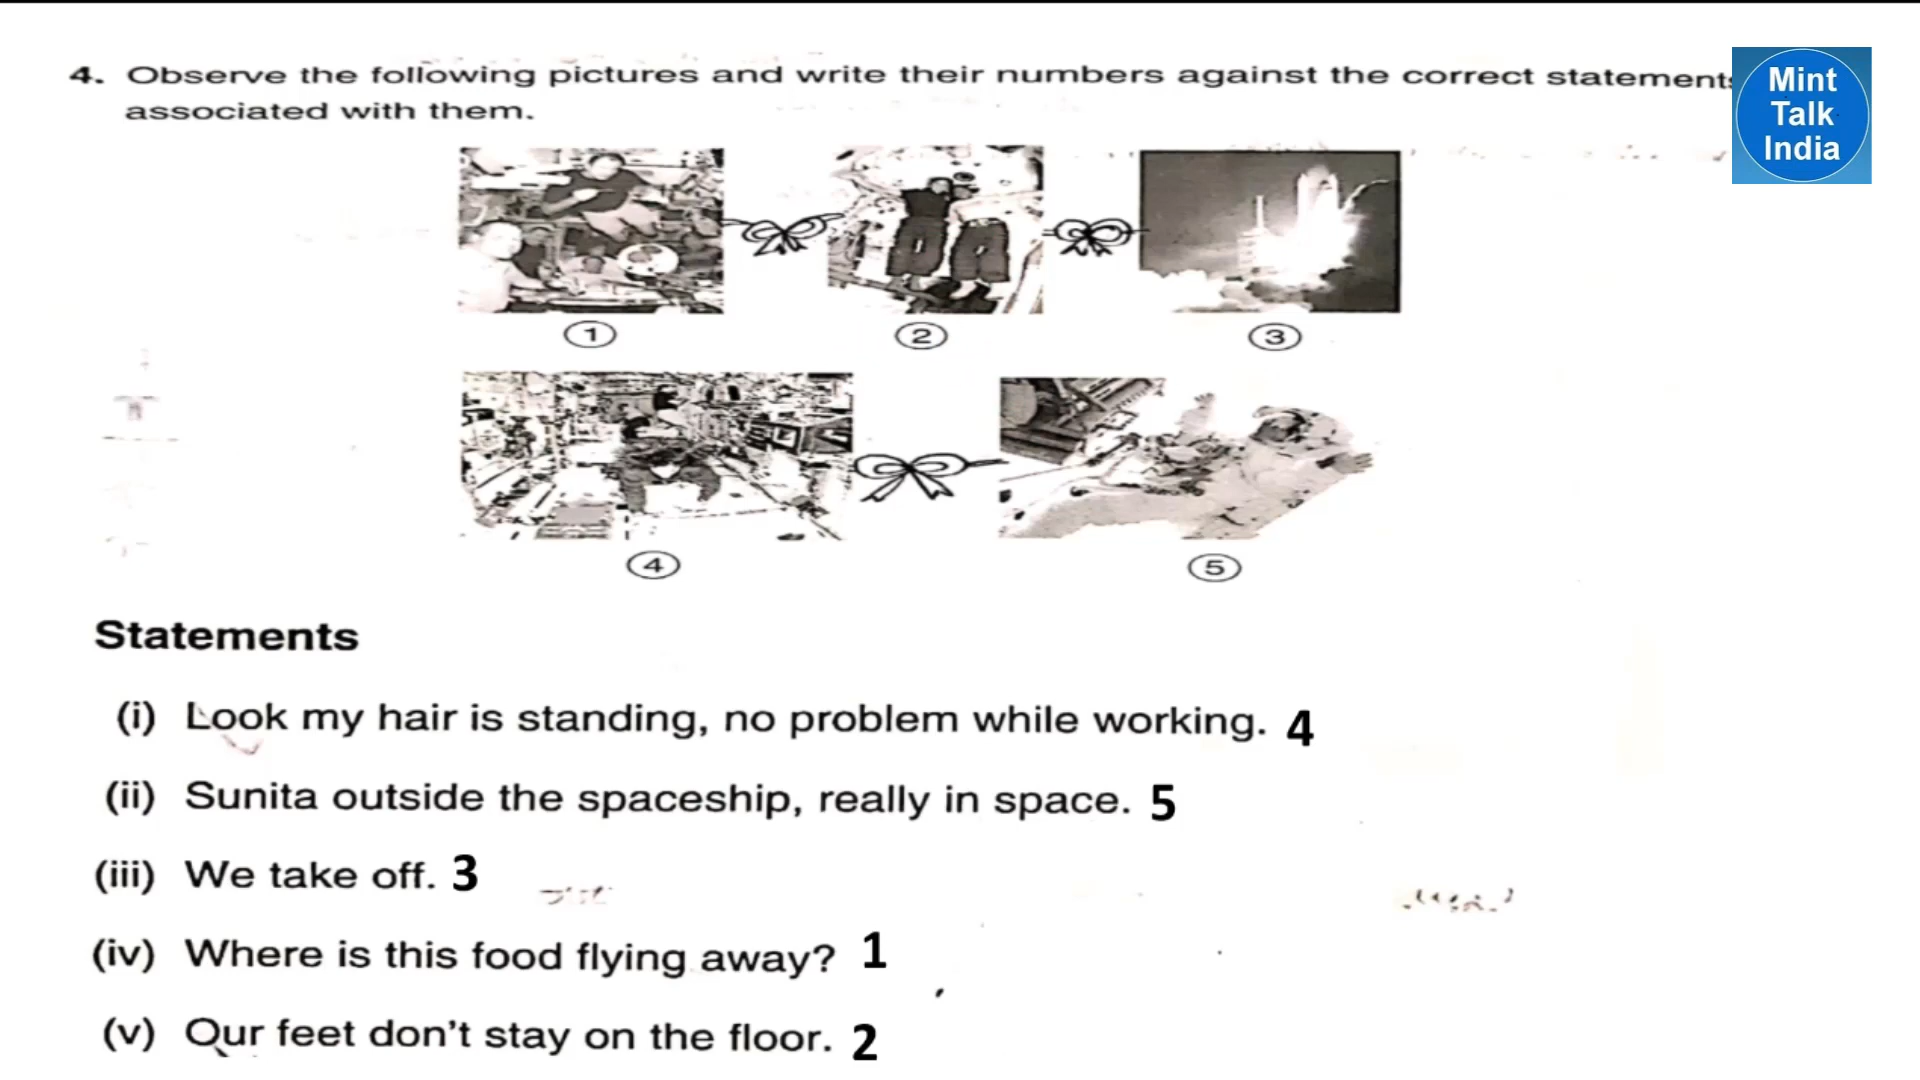 4. Observe the following pictures and write their numbers against the correct statements
associated with them.
Mint
Talk
India
1
2
3
4
5
Statements
(i) Look my hair is standing, no problem while working. 4
(ii) Sunita outside the spaceship, really in space. 5
(iii) We take off. 3
(iv) Where is this food flying away? 1
(v) Our feet don't stay on the floor. 2